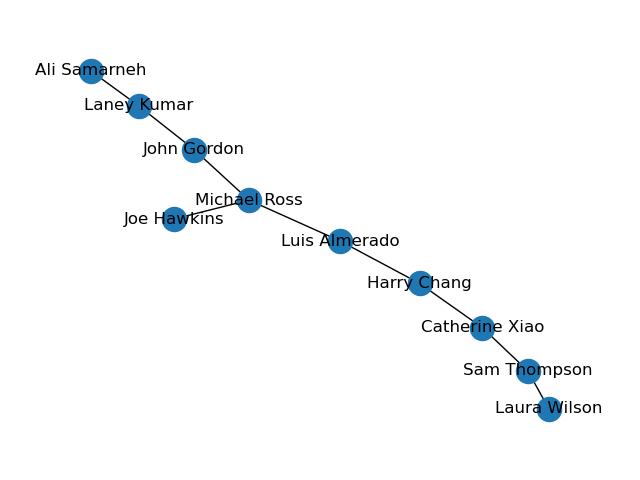 Ali Samarneh
Laney Kumar
John Gordon
Michael Ross
Joe Hawkins
Luis Almerado
Harry Chang
Catherine Xiao
Sam Thompson
Laura Wilson